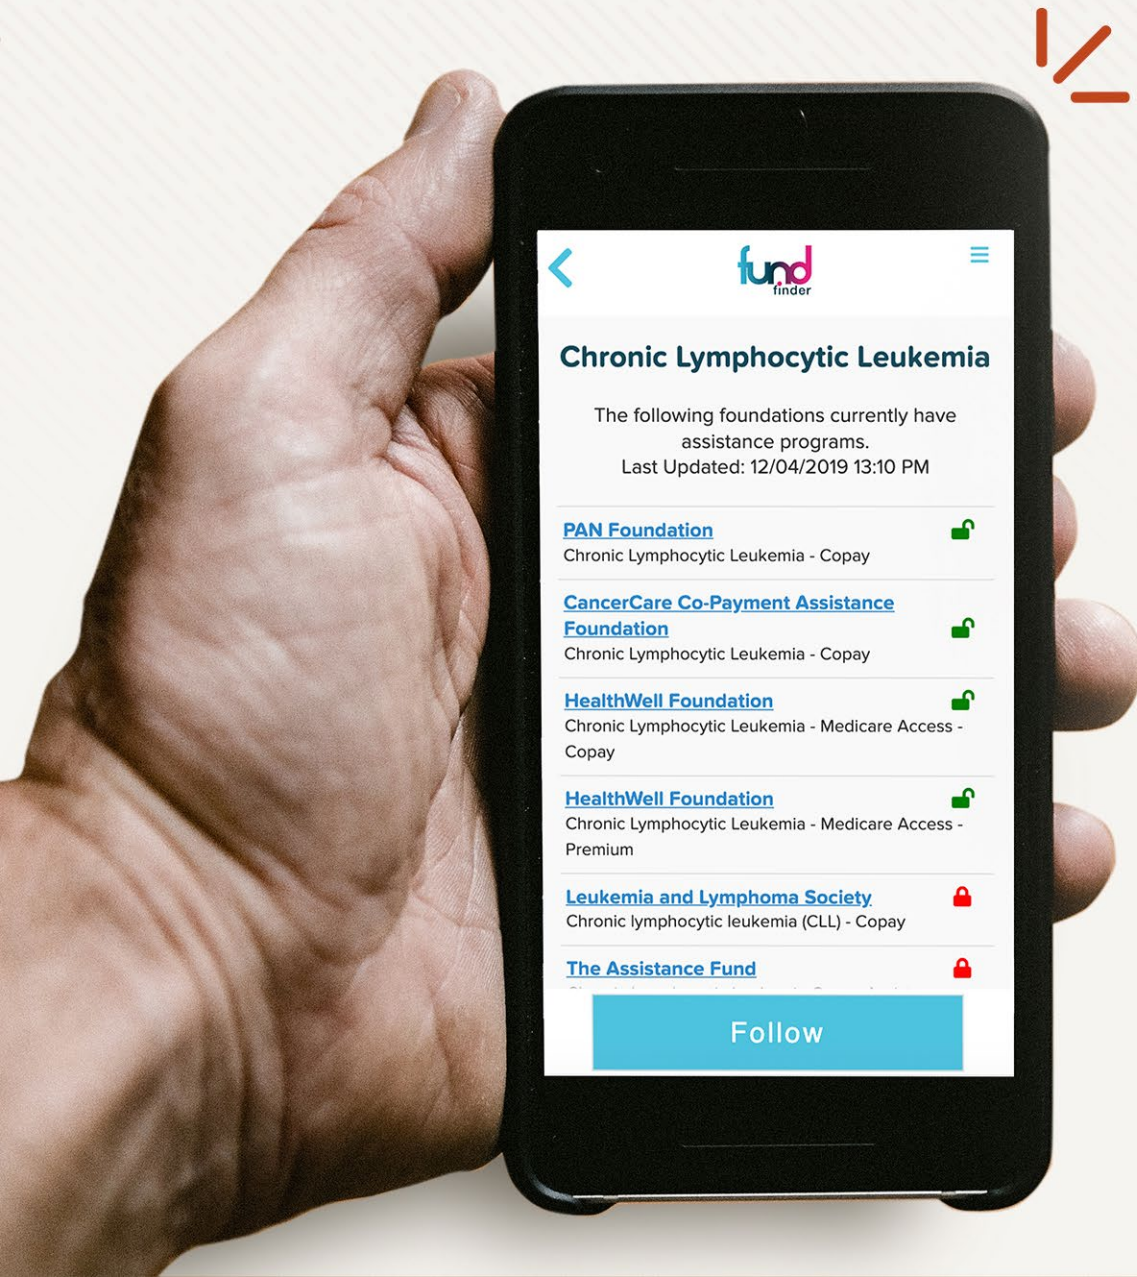 fund
finder
Chronic Lymphocytic Leukemia
The following foundations currently have
assistance programs.
Last Updated: 12/04/2019 13:10 PM
PAN Foundation
Chronic Lymphocytic Leukemia - Copay
CancerCare Co-Payment Assistance
Foundation
Chronic Lymphocytic Leukemia - Copay
HealthWell Foundation
Chronic Lymphocytic Leukemia - Medicare Access -
Copay
HealthWell Foundation
Chronic Lymphocytic Leukemia - Medicare Access -
Premium
Leukemia and Lymphoma Society
Chronic lymphocytic leukemia (CLL) - Copay
The Assistance Fund
Follow